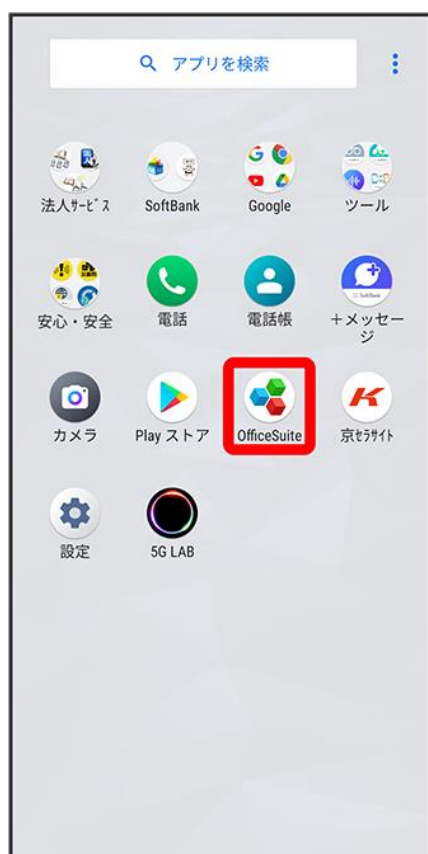 アプリを検索
法人ｻｰﾋﾞｽ
SoftBank
Google
ツール
安心・安全
電話
電話帳
＋メッセー
ジ
カメラ
Play ストア
OfficeSuite
京ｾﾗｻｲﾄ
設定
5G LAB